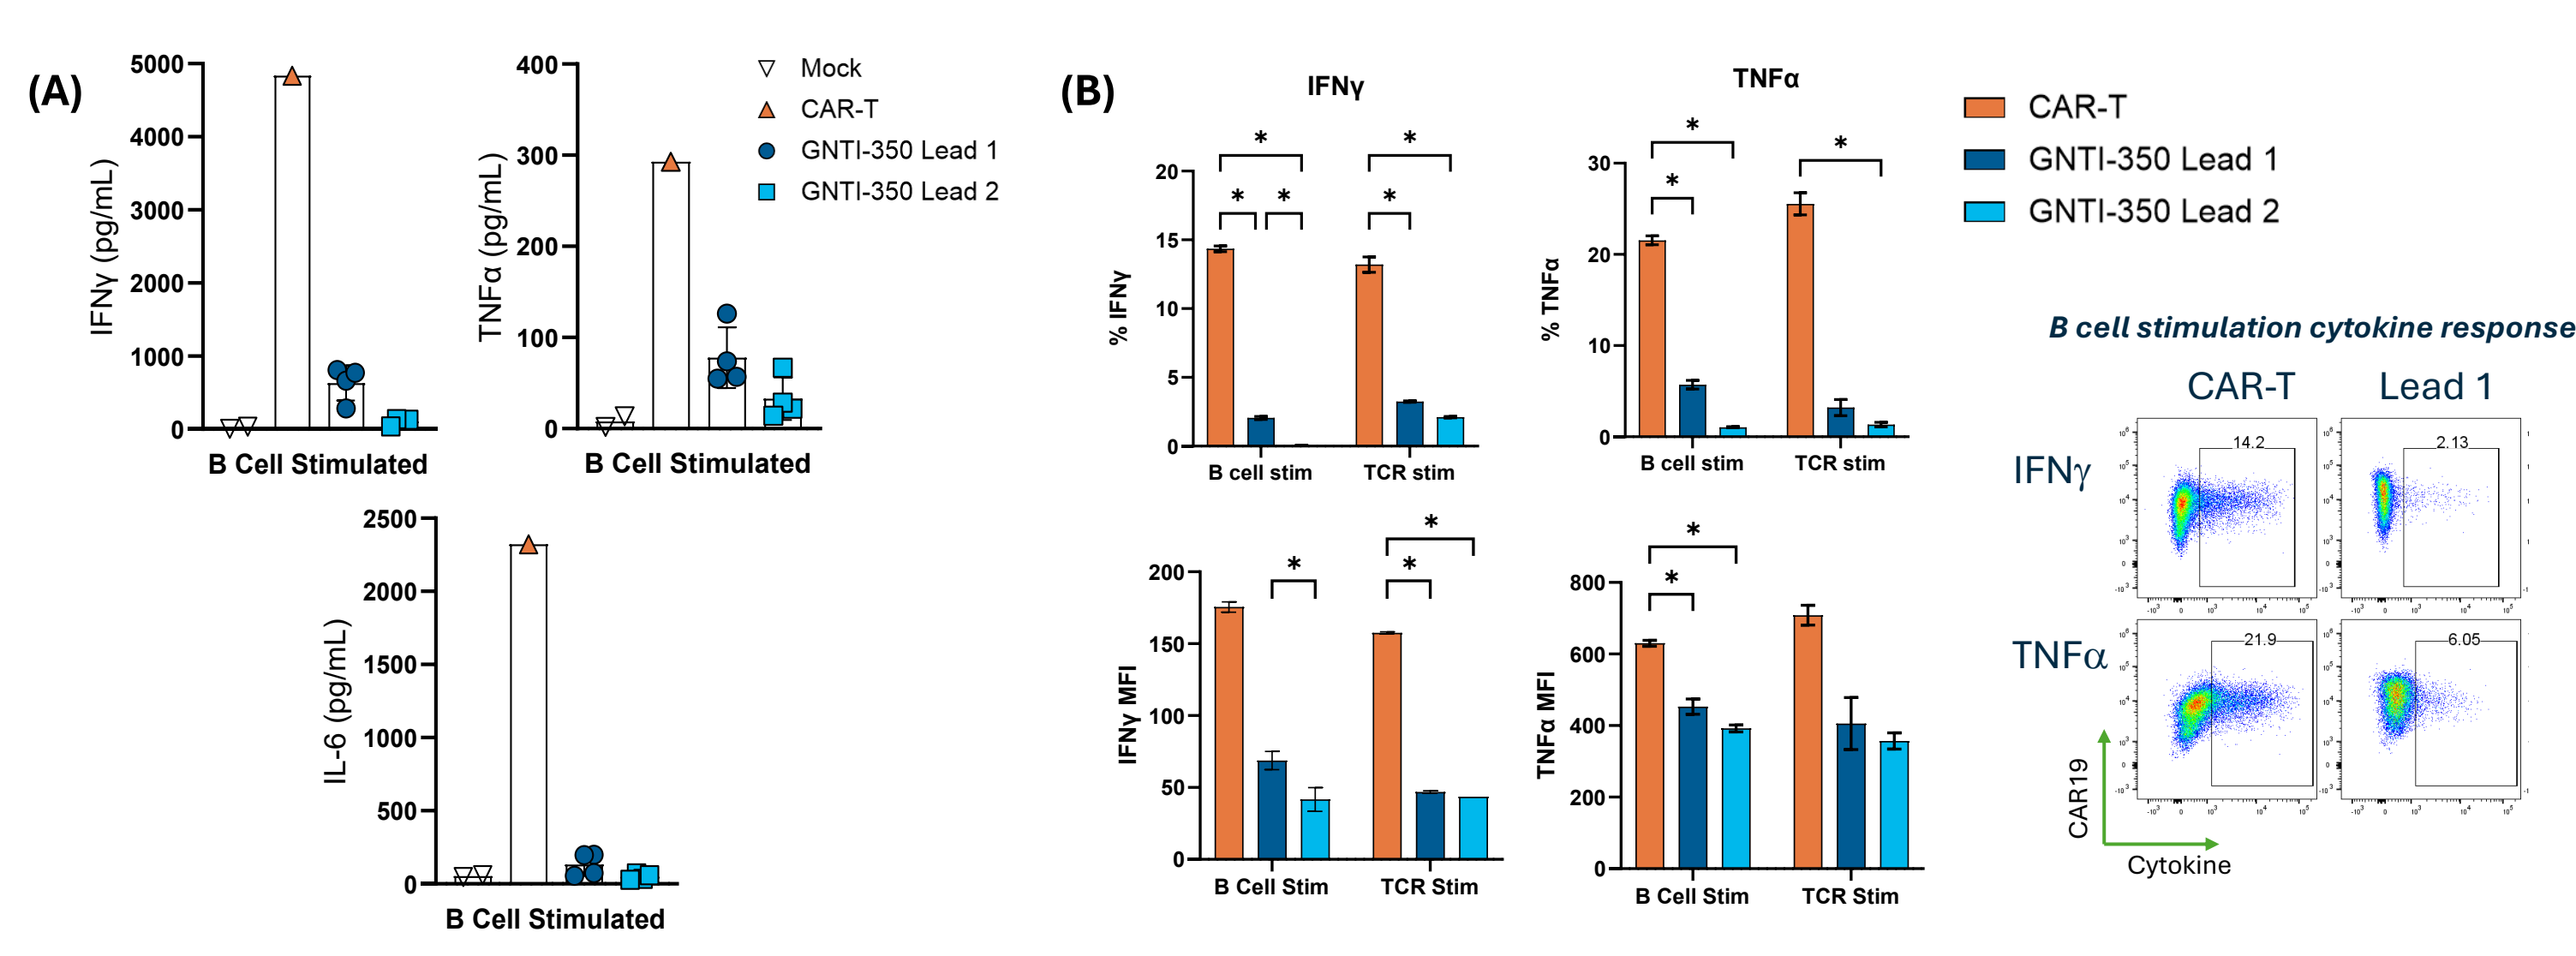 (A)
5000
4000
3000
2000
1000
0
IFNγ (pg/mL)
B Cell Stimulated
400
300
200
100
0
TNFα (pg/mL)
B Cell Stimulated
Mock
CAR-T
GNTI-350 Lead 1
GNTI-350 Lead 2
2500
2000
1500
1000
500
0
IL-6 (pg/mL)
B Cell Stimulated
(B)
IFNγ
* 
* *
*
*
20
15
10
5
0
% IFNγ
B cell stim
TCR stim
TNFα
*
*
*
30
20
10
0
% TNFα
B cell stim
TCR stim
*
*
*
200
150
100
50
0
IFNγ MFI
B Cell Stim
TCR Stim
*
*
800
600
400
200
0
TNFα MFI
B Cell Stim
TCR Stim
CAR-T
GNTI-350 Lead 1
GNTI-350 Lead 2
B cell stimulation cytokine response
CAR-T
Lead 1
IFNγ
14.2
2.13
TNFα
21.9
6.05
CAR19
Cytokine